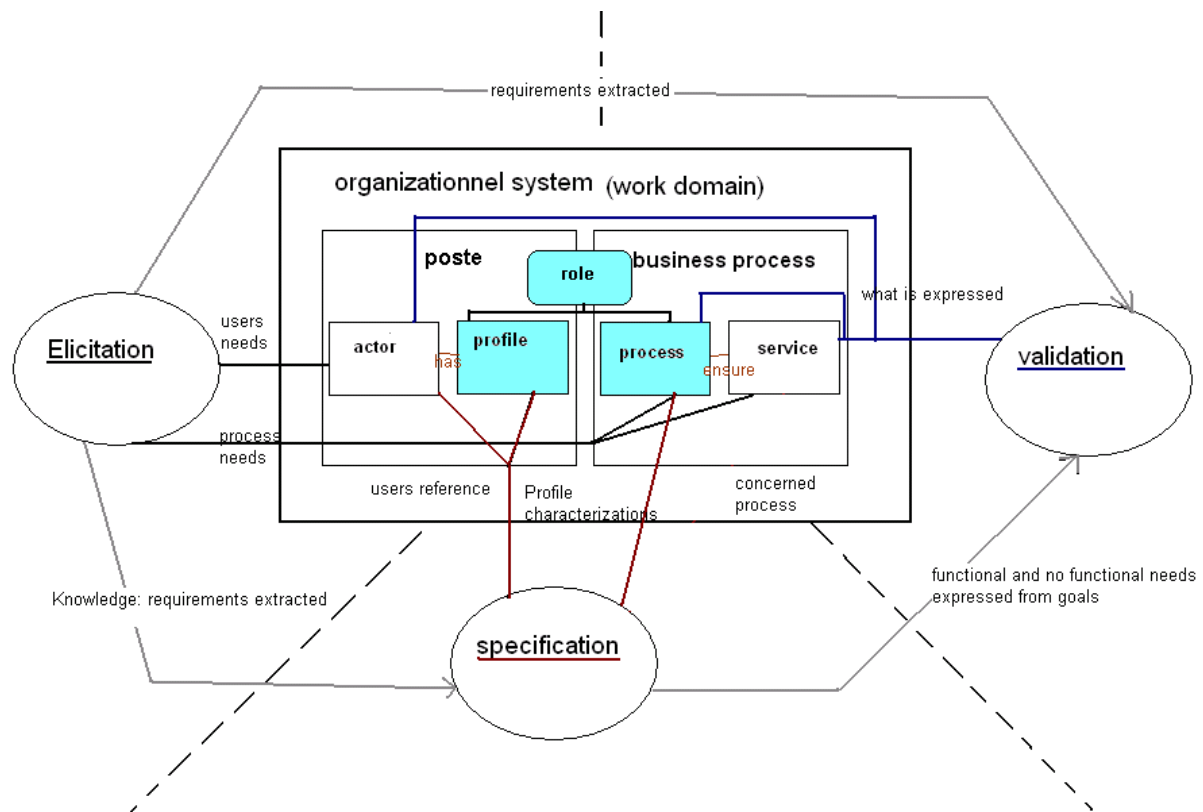 requirements extracted
organizationnel system (work domain)
poste
role
business process
what is expressed
users
needs
Elicitation
actor
has
profile
process
ensure
service
validation
process
needs
users reference
Profile
characterizations
concerned
process
Knowledge: requirements extracted
functional and no functional needs
expressed from goals
specification